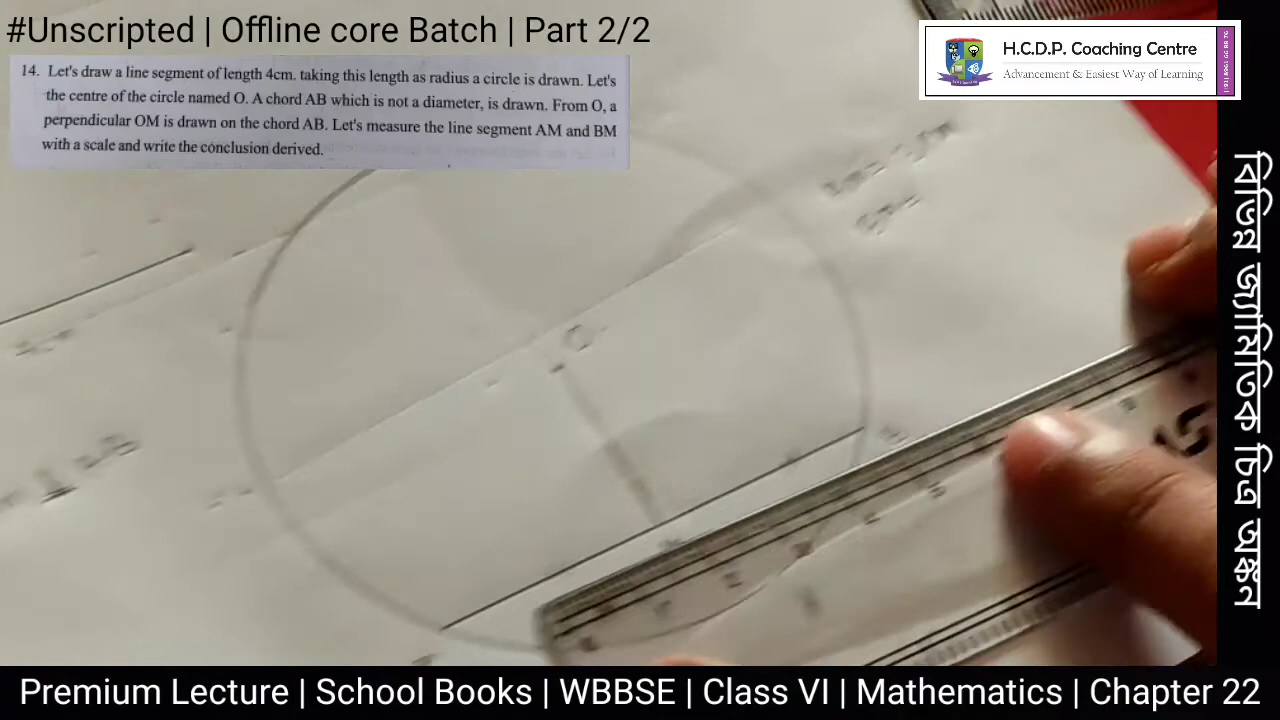 #Unscripted | Offline core Batch | Part 2/2
14. Let's draw a line segment of length 4cm. taking this length as radius a circle is drawn. Let's
the centre of the circle named O. A chord AB which is not a diameter, is drawn. From O, a
perpendicular OM is drawn on the chord AB. Let's measure the line segment AM and BM
with a scale and write the conclusion derived.
H.C.D.P. Coaching Centre
Advancement & Easiest Way of Learning
বিভিন্ন জ্যামিতিক চিত্র অঙ্কন
O
15
Premium Lecture | School Books | WBBSE | Class VI | Mathematics | Chapter 22